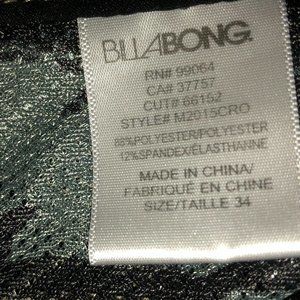 BILLABONG
RN# 99064
CA# 37757
CUT# 66152
STYLE# M2015CRO
88% POLYESTER/POLYESTER
12% SPANDEX/ÉLASTHANNE
MADE IN CHINA/
FABRIQUÉ EN CHINE
SIZE/TAILLE 34